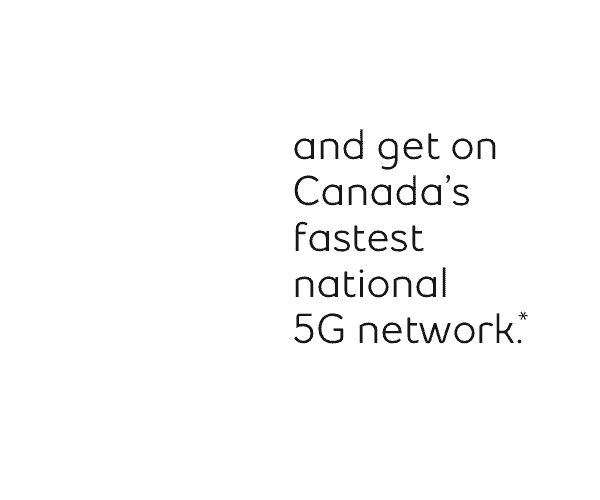 and get on
Canada’s
fastest
national
5G network.*